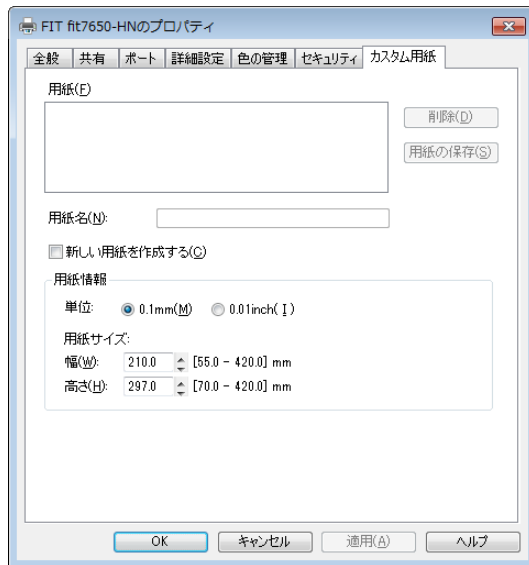 FIT fit7650-HNのプロパティ
全般 共有 ポート 詳細設定 色の管理 セキュリティ カスタム用紙
用紙(F)
削除(D)
用紙の保存(S)
用紙名(N):
新しい用紙を作成する(C)
用紙情報
単位: 0.1mm(M) 0.01inch(I)
用紙サイズ:
幅(W): 210.0 [55.0 - 420.0] mm
高さ(H): 297.0 [70.0 - 420.0] mm
OK キャンセル 適用(A) ヘルプ